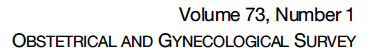 Volume 73, Number 1
OBSTETRICAL AND GYNECOLOGICAL SURVEY